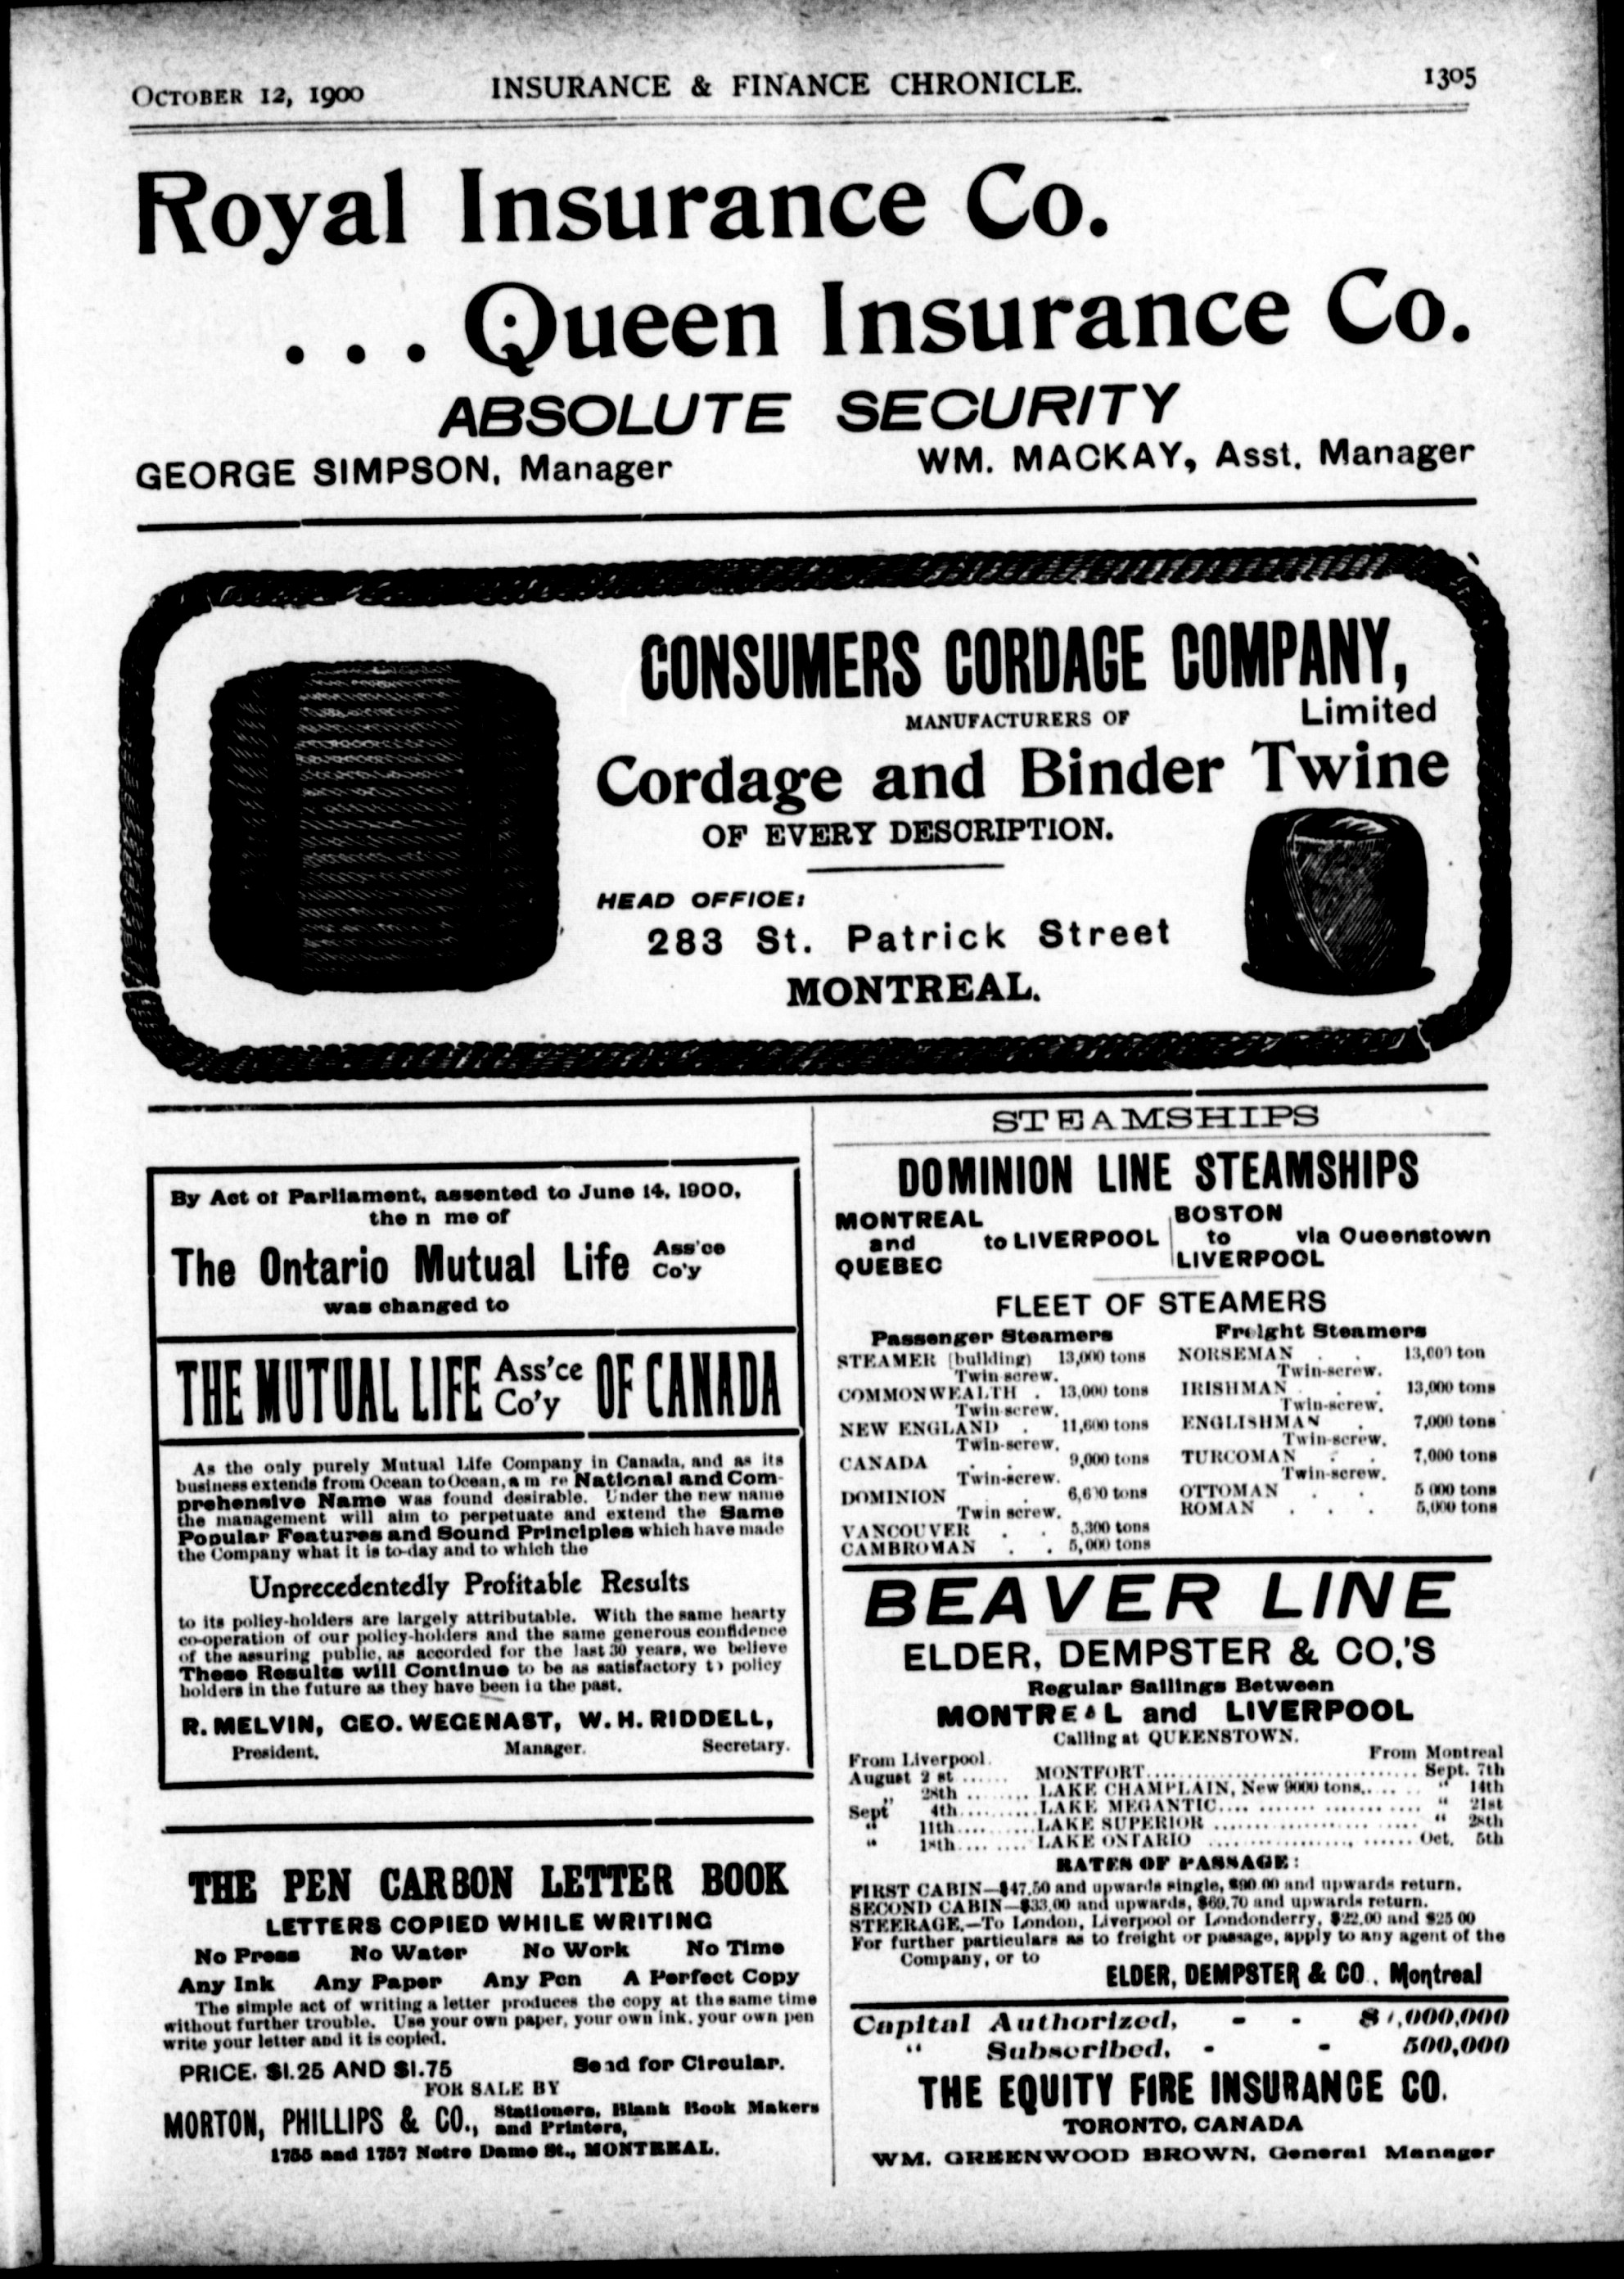 OCTOBER 12, 1900 INSURANCE & FINANCE CHRONICLE. 1305
Royal Insurance Co.
. . . Queen Insurance Co.
ABSOLUTE SECURITY
GEORGE SIMPSON, Manager WM. MACKAY, Asst. Manager
CONSUMERS CORDAGE COMPANY,
MANUFACTURERS OF Limited
Cordage and Binder Twine
OF EVERY DESCRIPTION.
HEAD OFFICE:
283 St. Patrick Street
MONTREAL.
By Act of Parliament, assented to June 14, 1900,
the n me of
The Ontario Mutual Life Ass'ce Co'y
was changed to
THE MUTUAL LIFE Ass'ce Co'y OF CANADA
As the only purely Mutual Life Company in Canada, and as its
business extends from Ocean to Ocean, a m re National and Com-
prehensive Name was found desirable. Under the new name
the management will aim to perpetuate and extend the Same
Popular Features and Sound Principles which have made
the Company what it is to-day and to which the
Unprecedentedly Profitable Results
to its policy-holders are largely attributable. With the same hearty
co-operation of our policy-holders and the same generous confidence
of the assuring public, as accorded for the last 30 years, we believe
These Results will Continue to be as satisfactory to policy
holders in the future as they have been in the past.
R. MELVIN, GEO. WEGENAST, W. H. RIDDELL,
President. Manager. Secretary.
THE PEN CARBON LETTER BOOK
LETTERS COPIED WHILE WRITING
No Press No Water No Work No Time
Any Ink Any Paper Any Pen A Perfect Copy
The simple act of writing a letter produces the copy at the same time
without further trouble. Use your own paper, your own ink, your own pen
write your letter and it is copied.
PRICE. $1.25 AND $1.75 Send for Circular.
FOR SALE BY
MORTON, PHILLIPS & CO., Stationers, Blank Book Makers
and Printers,
1755 and 1757 Notre Dame St., MONTREAL.
STEAMSHIPS
DOMINION LINE STEAMSHIPS
MONTREAL BOSTON
and to LIVERPOOL to via Queenstown
QUEBEC LIVERPOOL
FLEET OF STEAMERS
Passenger Steamers Freight Steamers
STEAMER (building) 13,000 tons NORSEMAN . . 13,000 ton
Twin screw. Twin-screw.
COMMONWEALTH . 13,000 tons IRISHMAN . . 13,000 tons
Twin screw. Twin-screw.
NEW ENGLAND . 11,600 tons ENGLISHMAN . 7,000 tons
Twin-screw. Twin-screw.
CANADA . . 9,000 tons TURCOMAN . . 7,000 tons
Twin-screw. Twin-screw.
DOMINION . 6,600 tons OTTOMAN . . 5 000 tons
Twin screw. ROMAN . . . 5,000 tons
VANCOUVER . . 5,300 tons
CAMBROMAN . . 5,000 tons
BEAVER LINE
ELDER, DEMPSTER & CO.'S
Regular Sailings Between
MONTREAL and LIVERPOOL
Calling at QUEENSTOWN.
From Liverpool. From Montreal
August 2 st ...... MONTFORT ........ Sept. 7th
" 28th ........ LAKE CHAMPLAIN, New 9000 tons..... " 14th
Sept 4th.......... LAKE MEGANTIC.... ........ " 21st
" 11th.......... LAKE SUPERIOR ........ " 28th
" 18th.......... LAKE ONTARIO ........ Oct. 5th
RATES OF PASSAGE:
FIRST CABIN—$47.50 and upwards single, $90.00 and upwards return.
SECOND CABIN—$33.00 and upwards, $60.70 and upwards return.
STEERAGE.—To London, Liverpool or Londonderry, $22.00 and $25 00
For further particulars as to freight or passage, apply to any agent of the
Company, or to
ELDER, DEMPSTER & CO., Montreal
Capital Authorized, - - $1,000,000
" Subscribed, - - 500,000
THE EQUITY FIRE INSURANCE CO.
TORONTO, CANADA
WM. GREENWOOD BROWN, General Manager